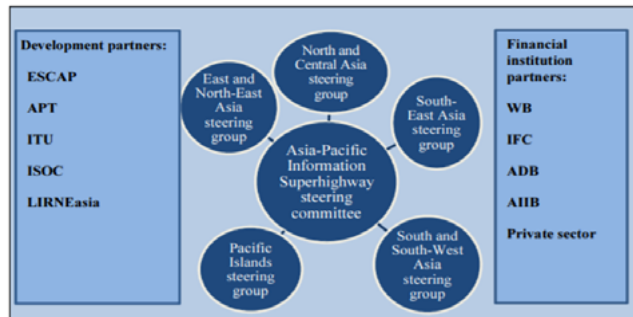 Development partners:
ESCAP
APT
ITU
ISOC
LIRNEasia
North and
Central Asia
steering
group
East and
North-East
Asia
steering
group
South-
East Asia
steering
group
Asia-Pacific
Information
Superhighway
steering
committee
Pacific
Islands
steering
group
South and
South-West
Asia
steering
group
Financial
institution
partners:
WB
IFC
ADB
AIIB
Private sector